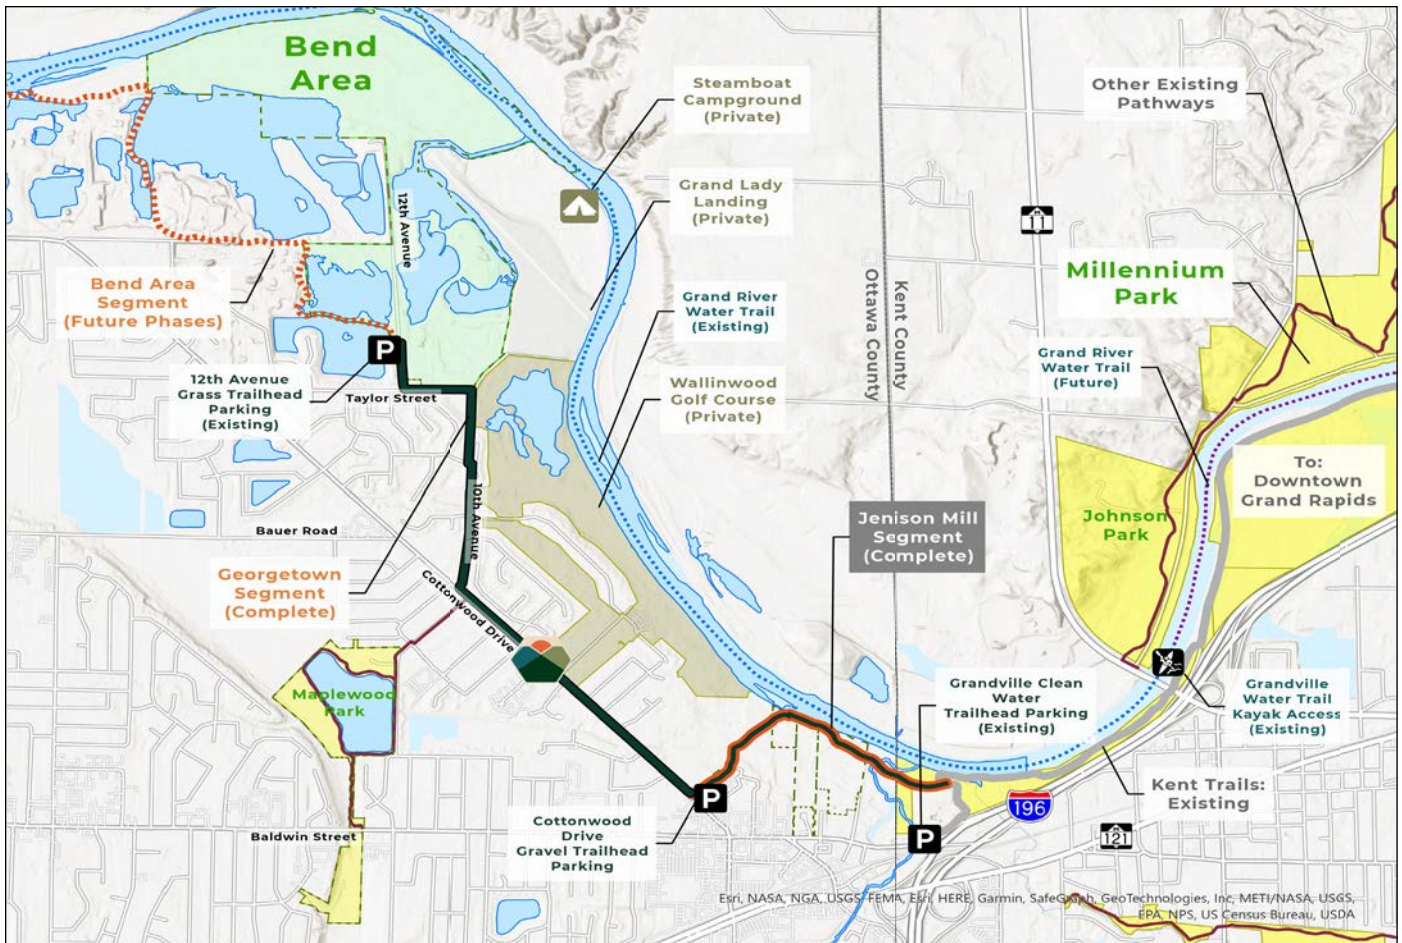 Bend
Area
Steamboat
Campground
(Private)
Other Existing
Pathways
Grand Lady
Landing
(Private)
12th Avenue
11
Bend Area
Segment
(Future Phases)
Grand River
Water Trail
(Existing)
Ottawa County
Kent County
Millennium
Park
Grand River
Water Trail
(Future)
P
12th Avenue
Grass Trailhead
Parking
(Existing)
Taylor Street
Wallinwood
Golf Course
(Private)
To:
Downtown
Grand Rapids
Johnson
Park
Bauer Road
10th Avenue
Jenison Mill
Segment
(Complete)
Georgetown
Segment
(Complete)
Cottonwood Drive
Maplewood
Park
Grandville Clean
Water
Trailhead Parking
(Existing)
Grandville
Water Trail
Kayak Access
(Existing)
Kent Trails:
Existing
P
196
M
121
Baldwin Street
Cottonwood
Drive
Gravel Trailhead
Parking
P
Esri, NASA, NGA, USGS, FEMA, Esri, HERE, Garmin, SafeGraph, GeoTechnologies, Inc, METI/NASA, USGS,
EPA, NPS, US Census Bureau, USDA